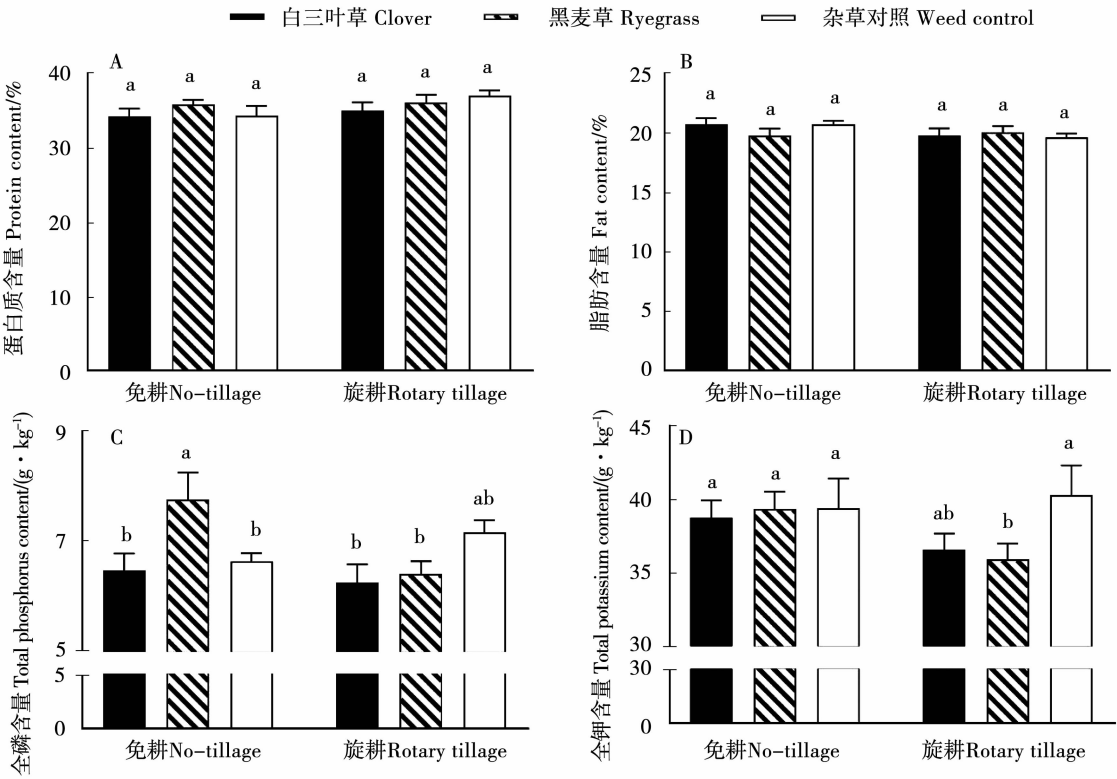 白三叶草 Clover 黑麦草 Ryegrass 杂草对照 Weed control
A
蛋白质含量 Protein content/%
40
30
20
10
0
a a a a a a
免耕No-tillage 旋耕Rotary tillage
B
脂肪含量 Fat content/%
25
20
15
10
5
0
a a a a a a
免耕No-tillage 旋耕Rotary tillage
C
全磷含量 Total phosphorus content/(g·kg⁻¹)
9
7
5
5
0
b a b b b ab
免耕No-tillage 旋耕Rotary tillage
D
全钾含量 Total potassium content/(g·kg⁻¹)
45
40
35
30
30
0
a a a ab b a
免耕No-tillage 旋耕Rotary tillage